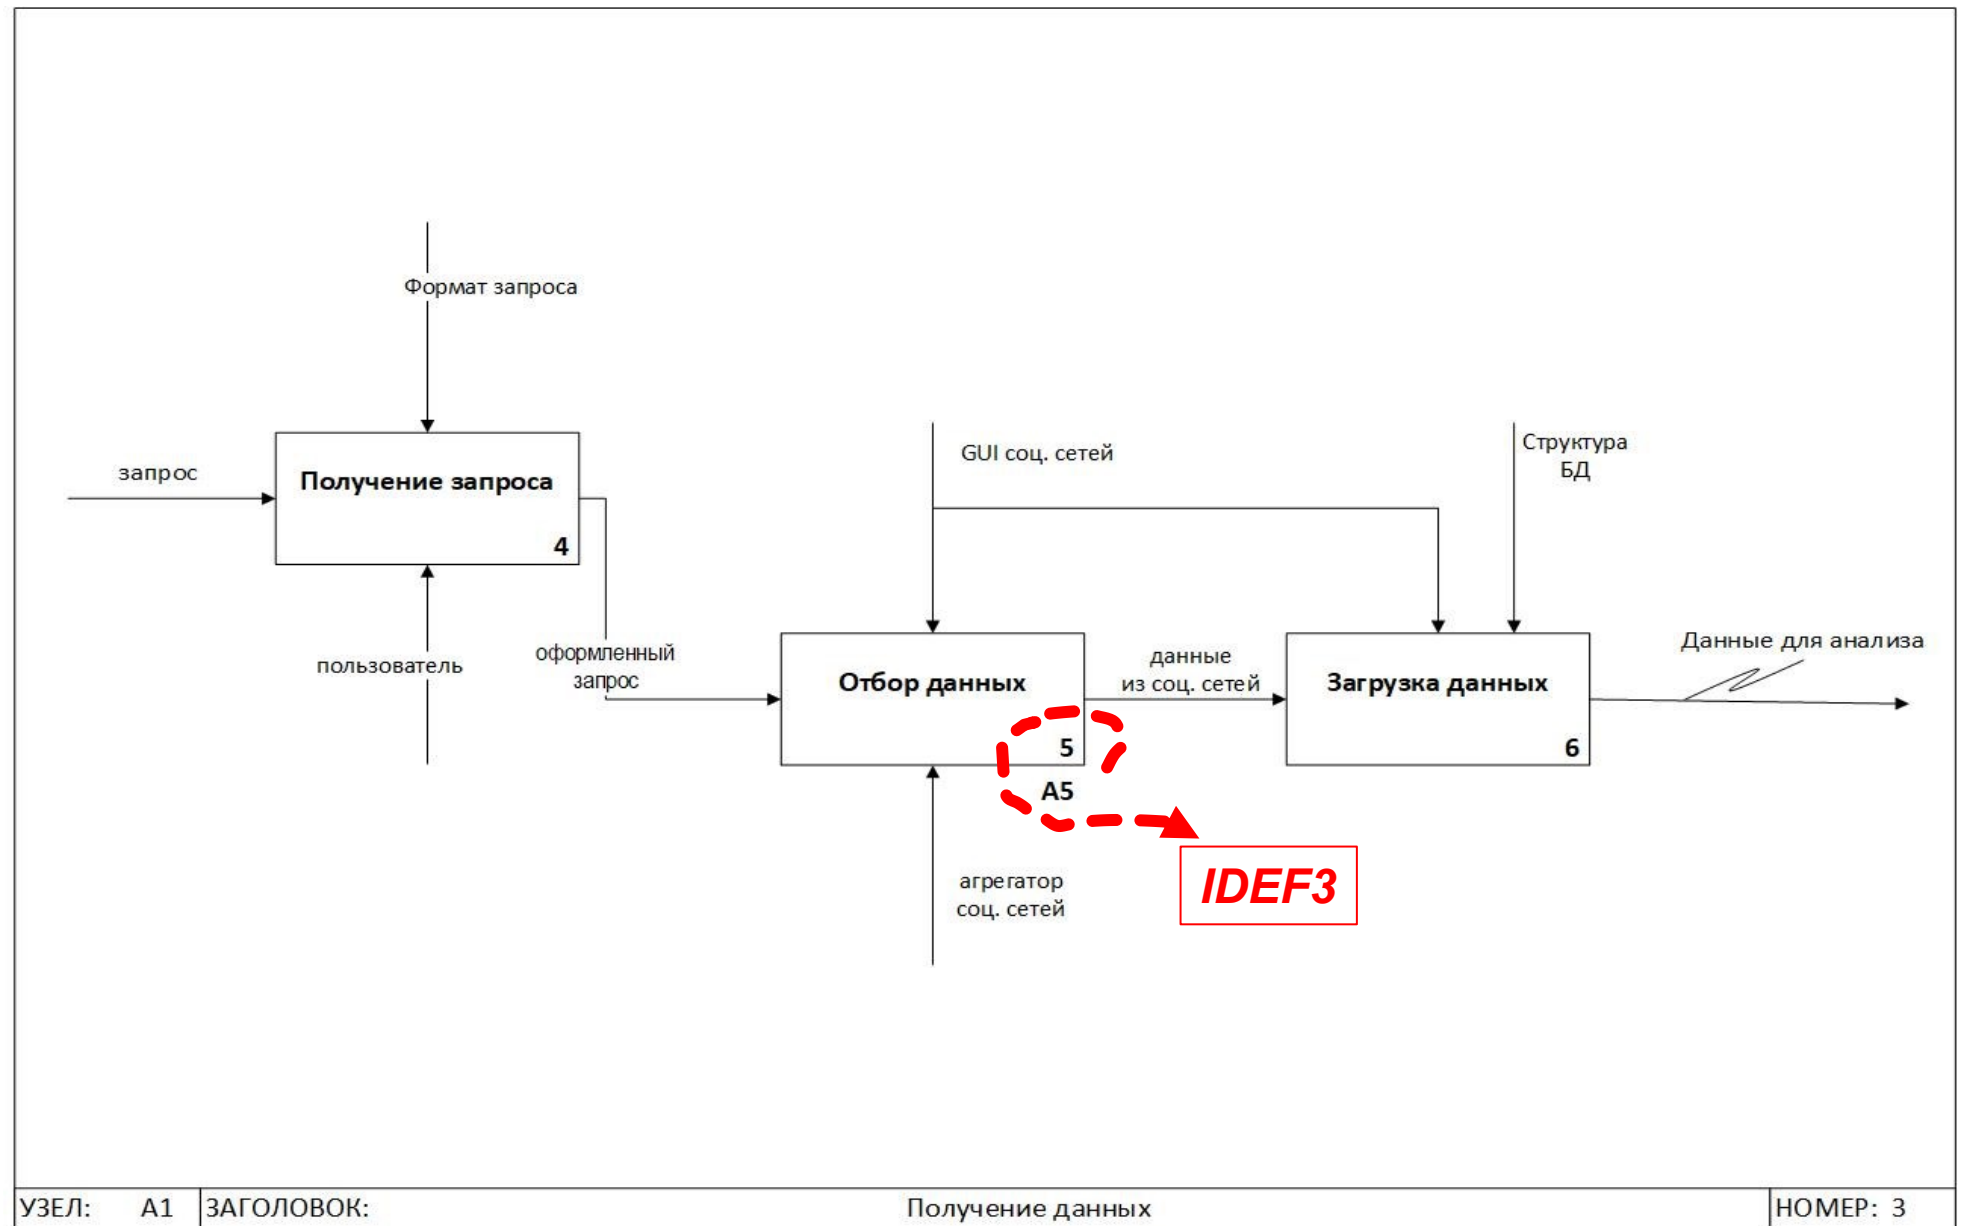 Формат запроса
запрос
Получение запроса
4
пользователь
оформленный
запрос
GUI соц. сетей
Структура
БД
Отбор данных
5
A5
данные
из соц. сетей
Загрузка данных
6
Данные для анализа
агрегатор
соц. сетей
IDEF3
УЗЕЛ: A1 ЗАГОЛОВОК: Получение данных НОМЕР: 3